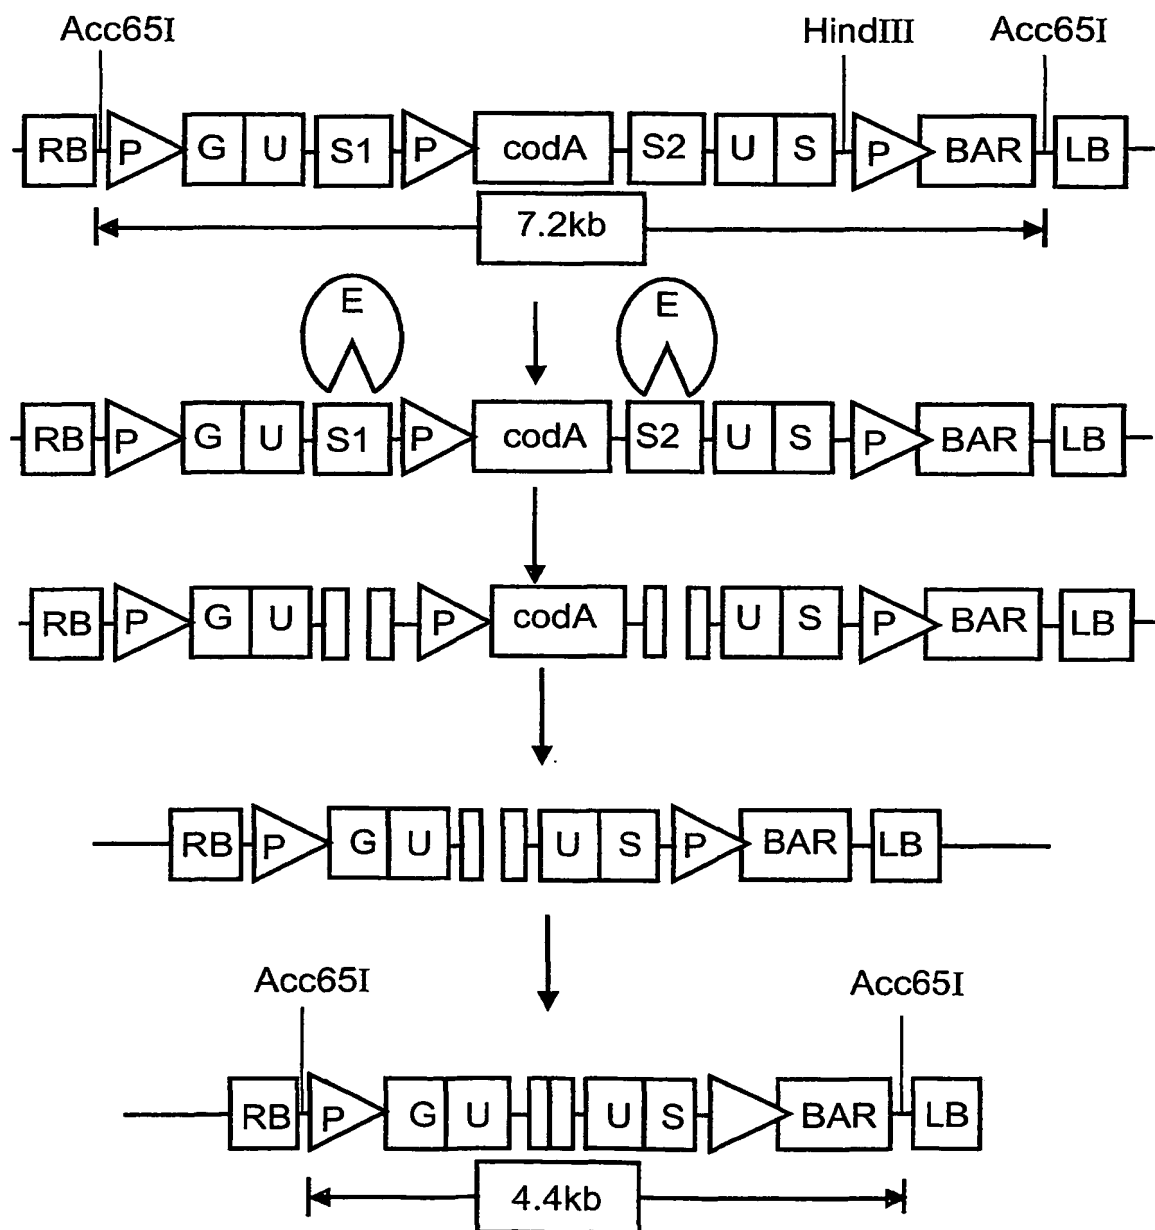 Acc65I HindIII Acc65I
RB P G U S1 P codA S2 U S P BAR LB
7.2kb
E E
RB P G U S1 P codA S2 U S P BAR LB
RB P G U P codA U S P BAR LB
RB P G U U S P BAR LB
Acc65I Acc65I
RB P G U U S BAR LB
4.4kb